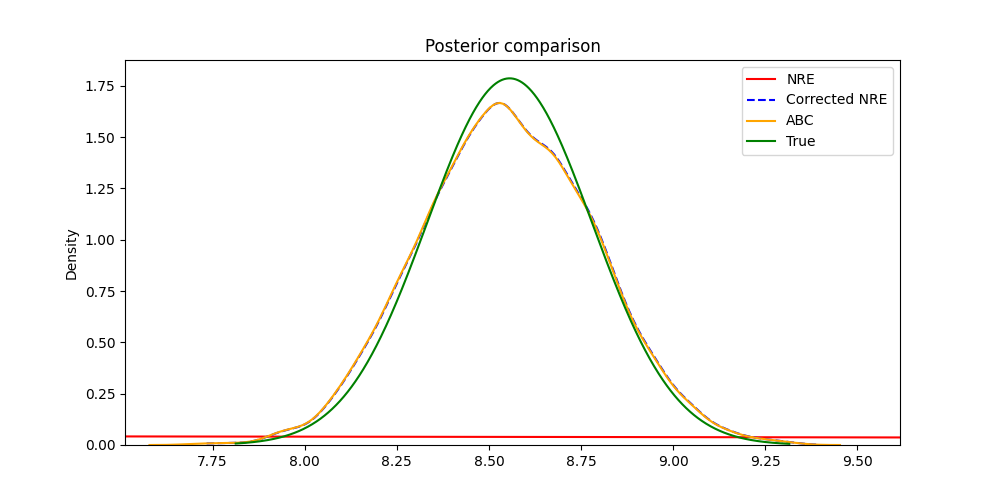 Posterior comparison
NRE
Corrected NRE
ABC
True
Density
1.75
1.50
1.25
1.00
0.75
0.50
0.25
0.00
7.75 8.00 8.25 8.50 8.75 9.00 9.25 9.50